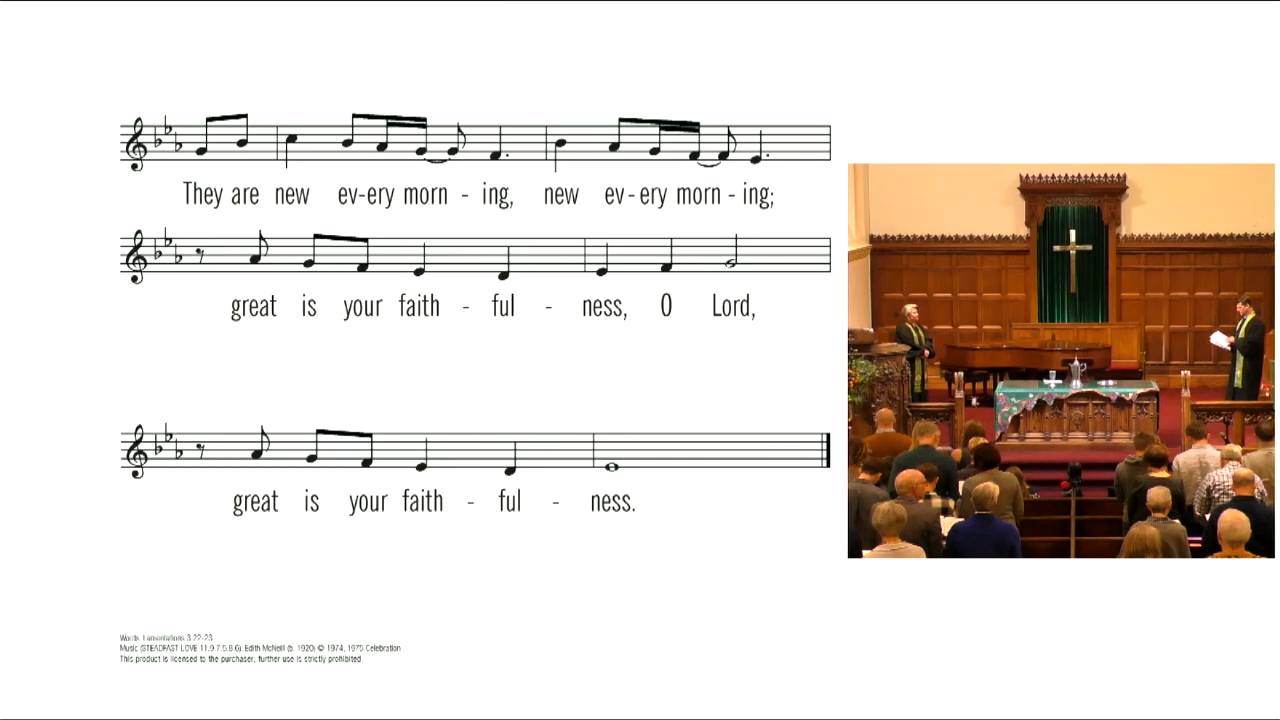 They are new ev-ery morn - ing, new ev-ery morn - ing;
great is your faith - ful - ness, O Lord,
great is your faith - ful - ness.
Words: Lamentations 3:22-23
Music (STEADFAST LOVE 11.9.7.5.8.6): Edith McNeill (b. 1920) © 1974, 1975 Celebration
This product is licensed to the purchaser; further use is strictly prohibited